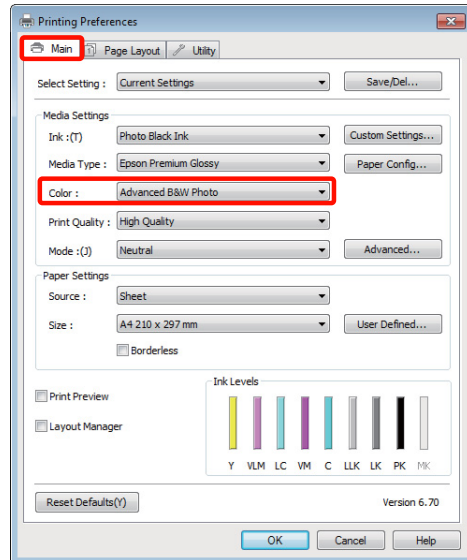 Printing Preferences
Main Page Layout Utility
Select Setting : Current Settings Save/Del...
Media Settings
Ink :(T) Photo Black Ink Custom Settings...
Media Type : Epson Premium Glossy Paper Config...
Color : Advanced B&W Photo
Print Quality : High Quality
Mode :(J) Neutral Advanced...
Paper Settings
Source : Sheet
Size : A4 210 x 297 mm User Defined...
Borderless
Ink Levels
Print Preview
Layout Manager
Y VLM LC VM C LLK LK PK MK
Reset Defaults(Y) Version 6.70
OK Cancel Help